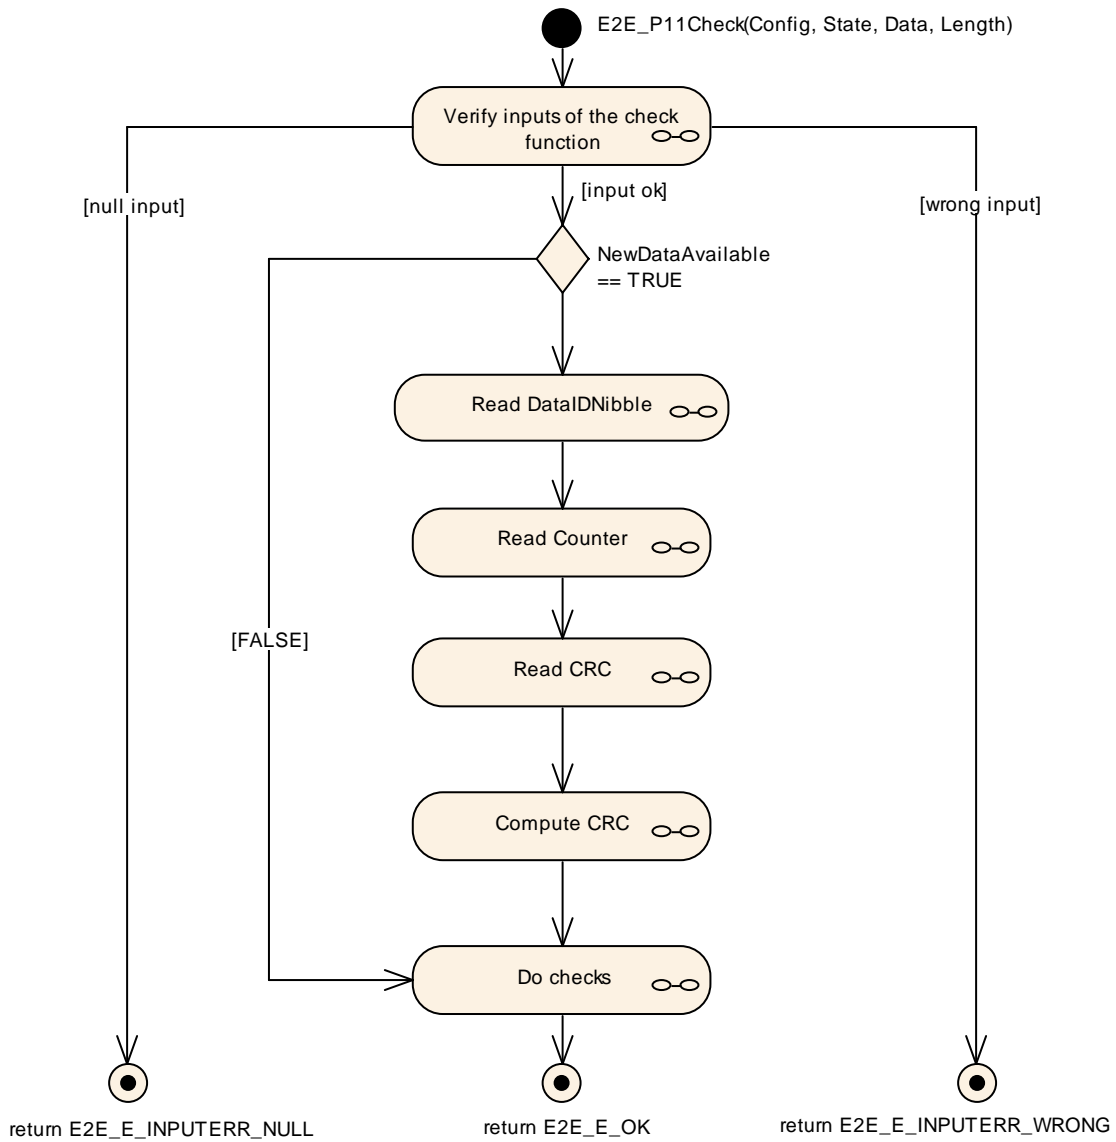 E2E_P11Check(Config, State, Data, Length)
Verify inputs of the check
function
[input ok]
[null input]
[wrong input]
NewDataAvailable
== TRUE
Read DataIDNibble
Read Counter
[FALSE]
Read CRC
Compute CRC
Do checks
return E2E_E_INPUTERR_NULL
return E2E_E_OK
return E2E_E_INPUTERR_WRONG